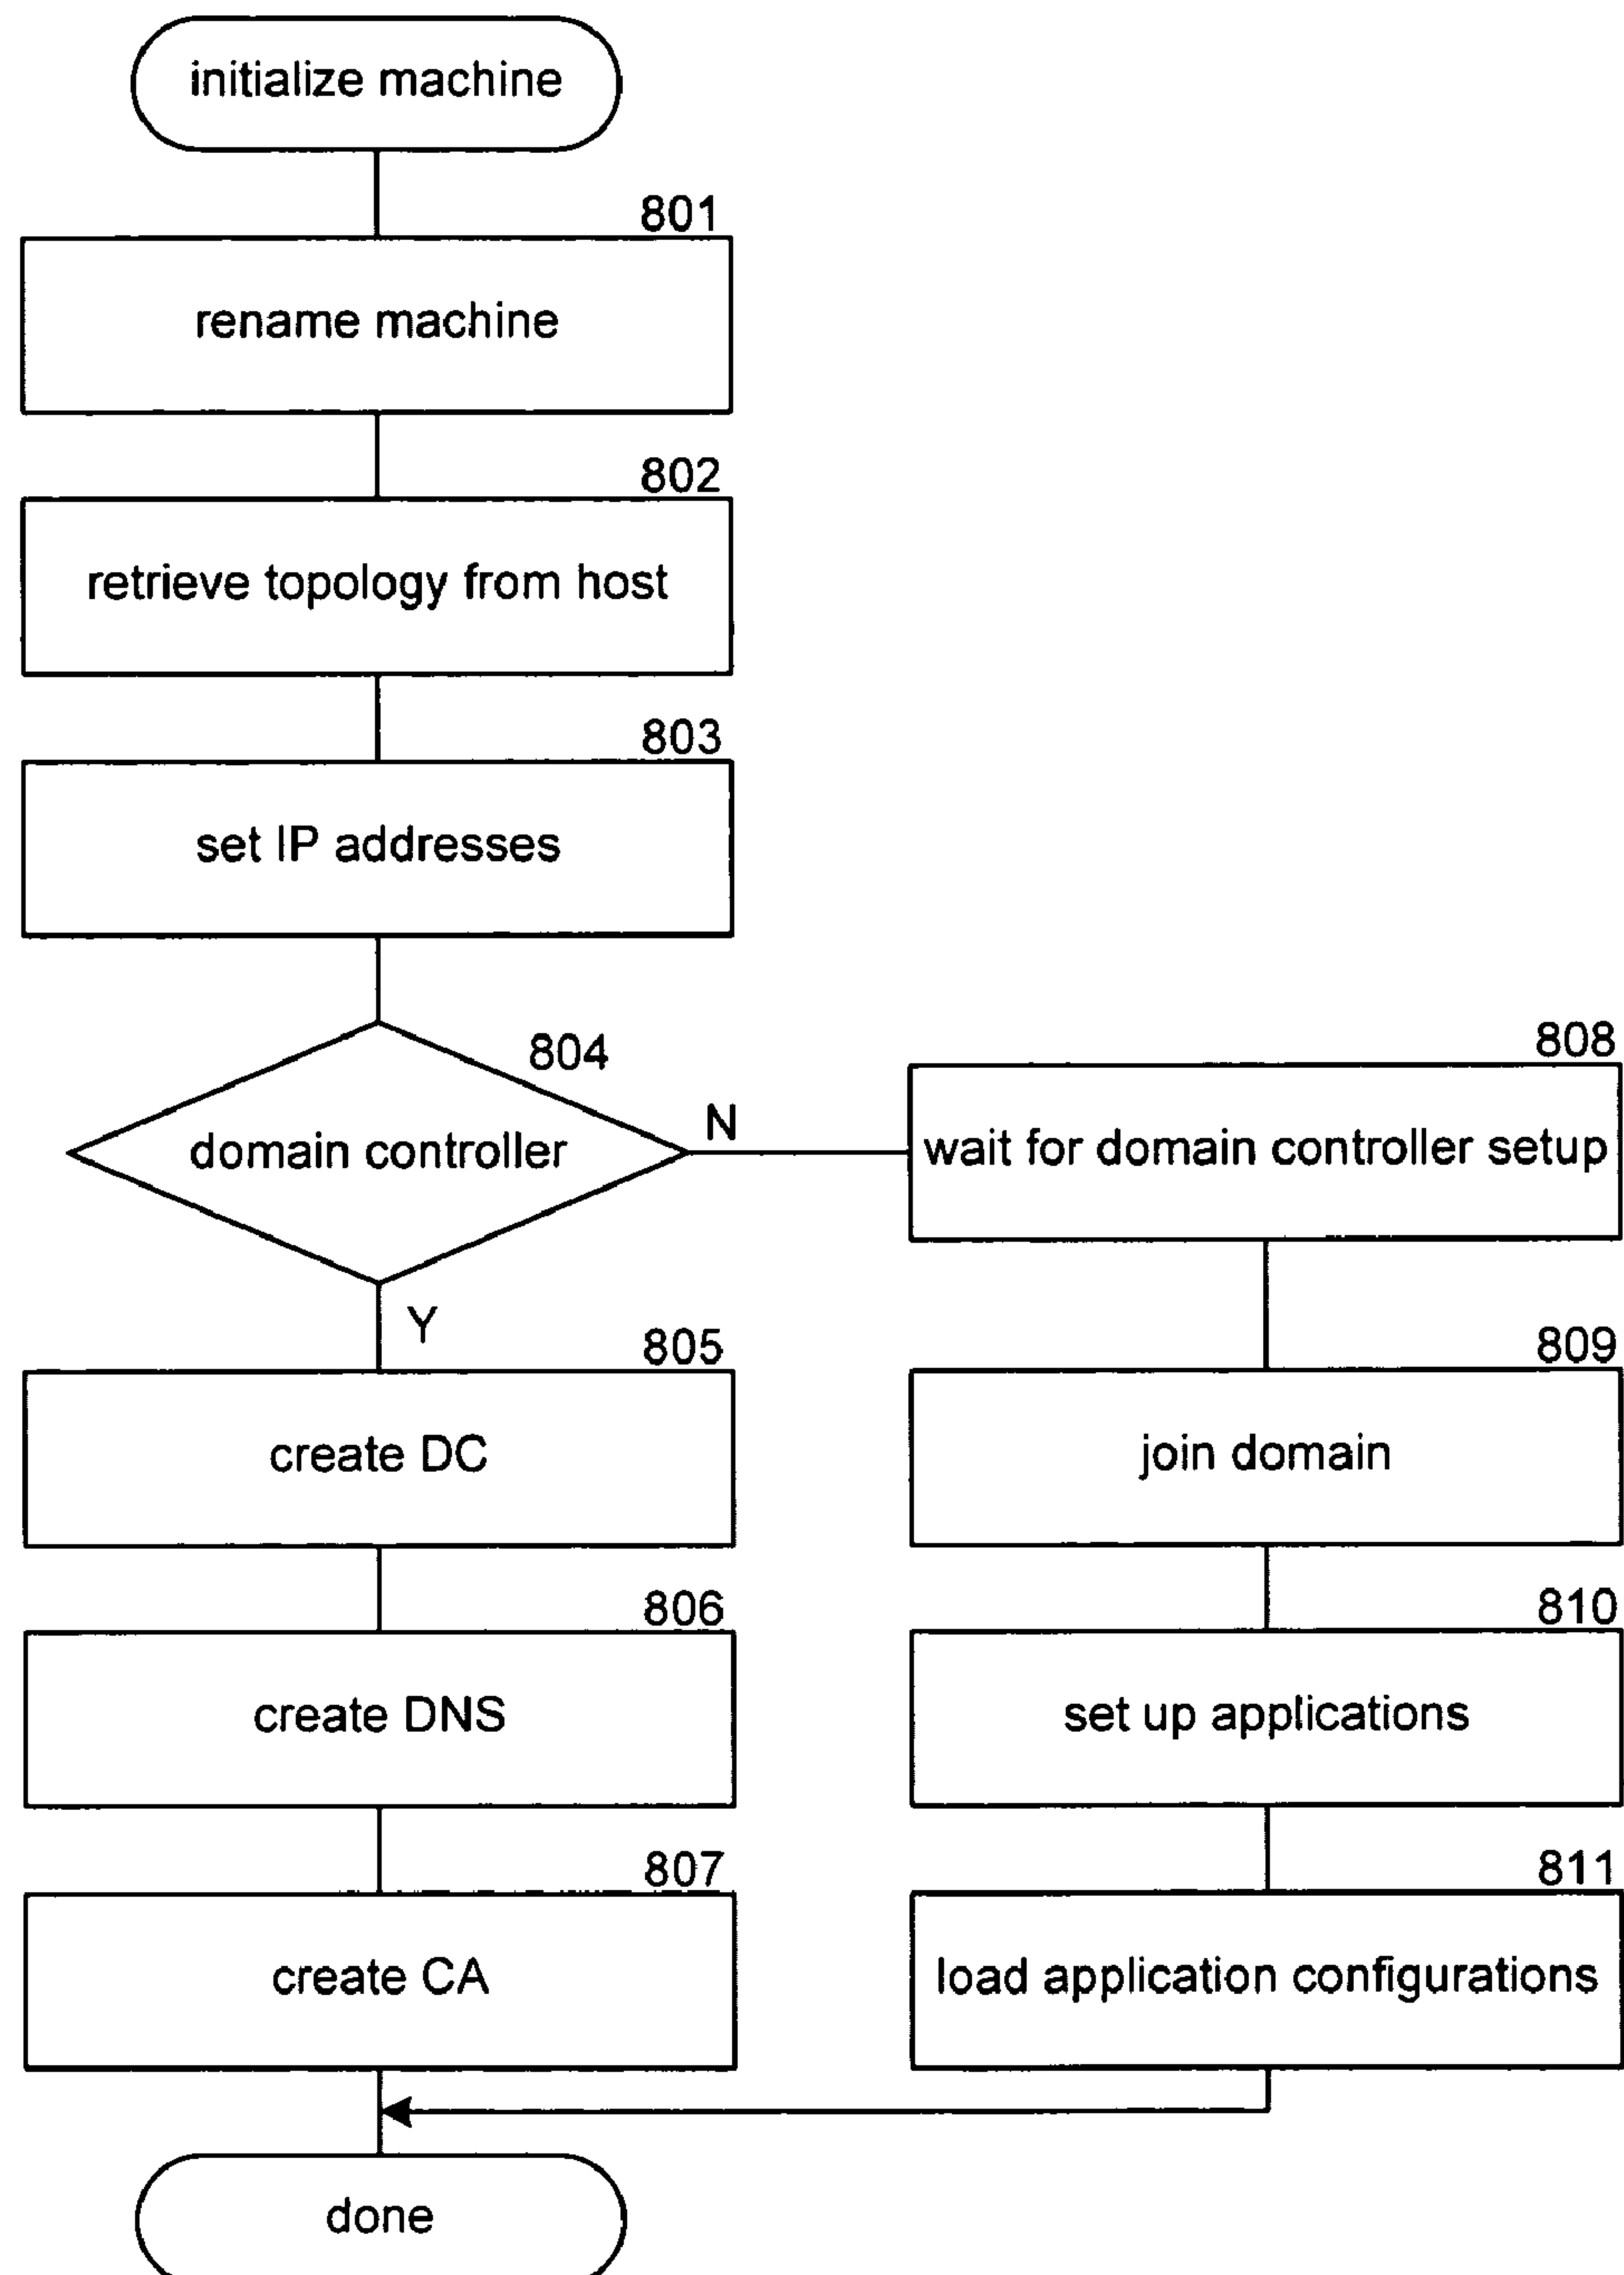 initialize machine
801
rename machine
802
retrieve topology from host
803
set IP addresses
804
domain controller
N
Y
805
create DC
806
create DNS
807
create CA
808
wait for domain controller setup
809
join domain
810
set up applications
811
load application configurations
done